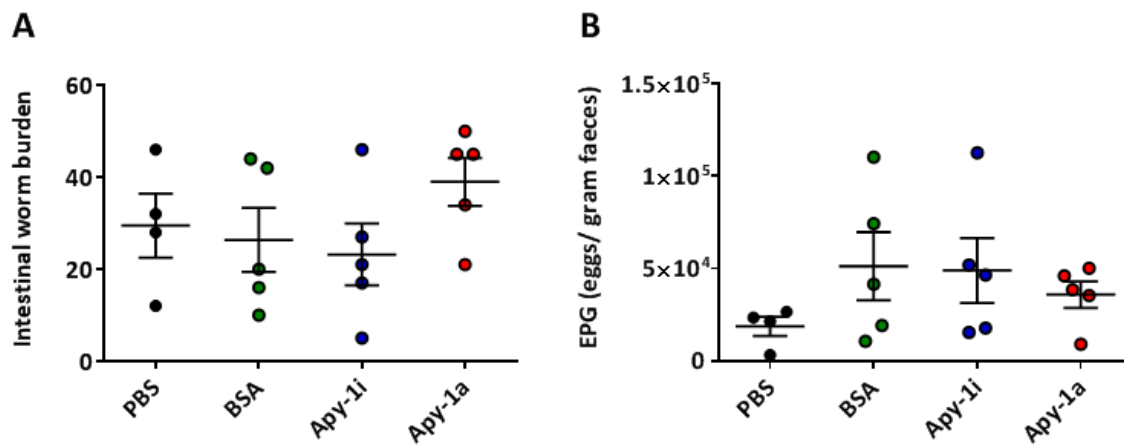 A
Intestinal worm burden
60
40
20
0
PBS
BSA
Apy-1i
Apy-1a
B
EPG (eggs/ gram faeces)
1.5×10⁵
1×10⁵
5×10⁴
0
PBS
BSA
Apy-1i
Apy-1a